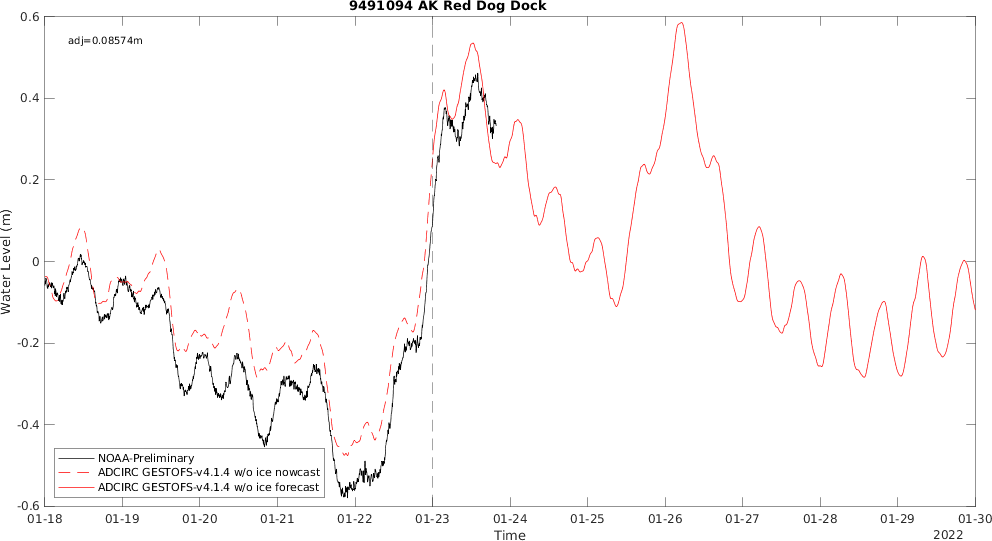 9491094 AK Red Dog Dock
adj=0.08574m
0.6
0.4
0.2
0
-0.2
-0.4
-0.6
Water Level (m)
NOAA-Preliminary
ADCIRC GESTOFS-v4.1.4 w/o ice nowcast
ADCIRC GESTOFS-v4.1.4 w/o ice forecast
01-18 01-19 01-20 01-21 01-22 01-23 01-24 01-25 01-26 01-27 01-28 01-29 01-30
Time
2022